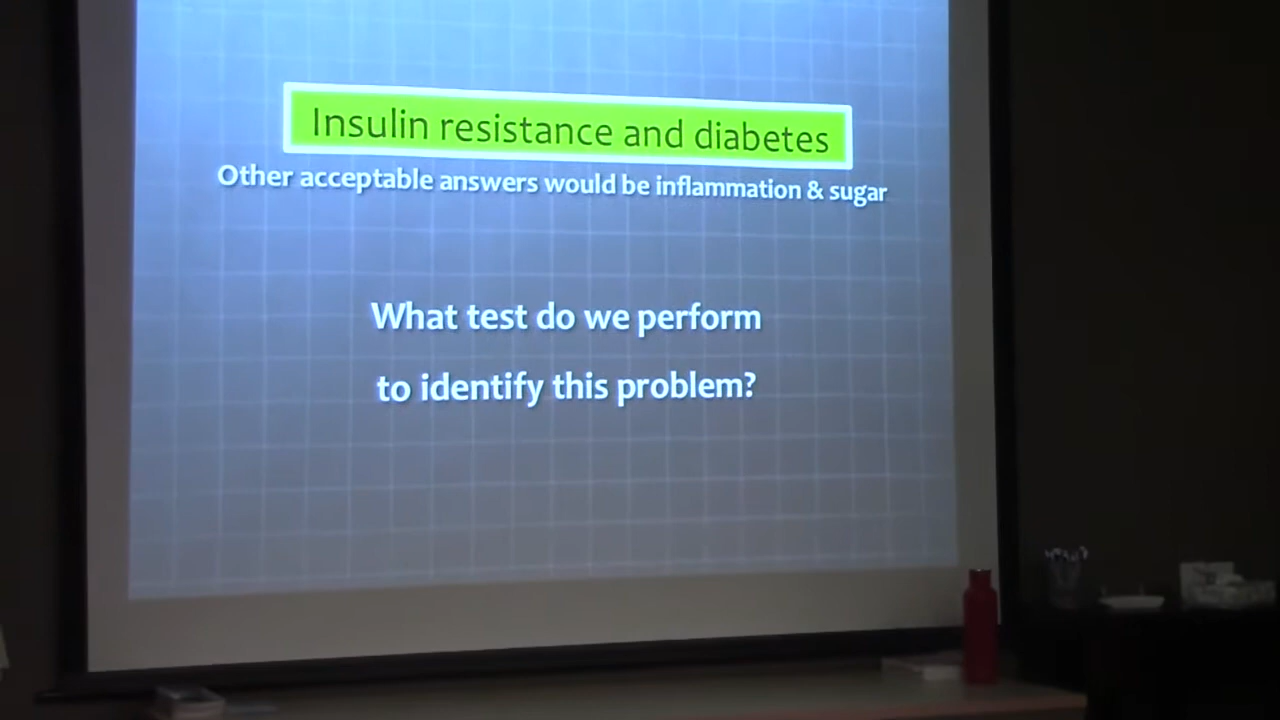 Insulin resistance and diabetes
Other acceptable answers would be inflammation & sugar
What test do we perform
to identify this problem?